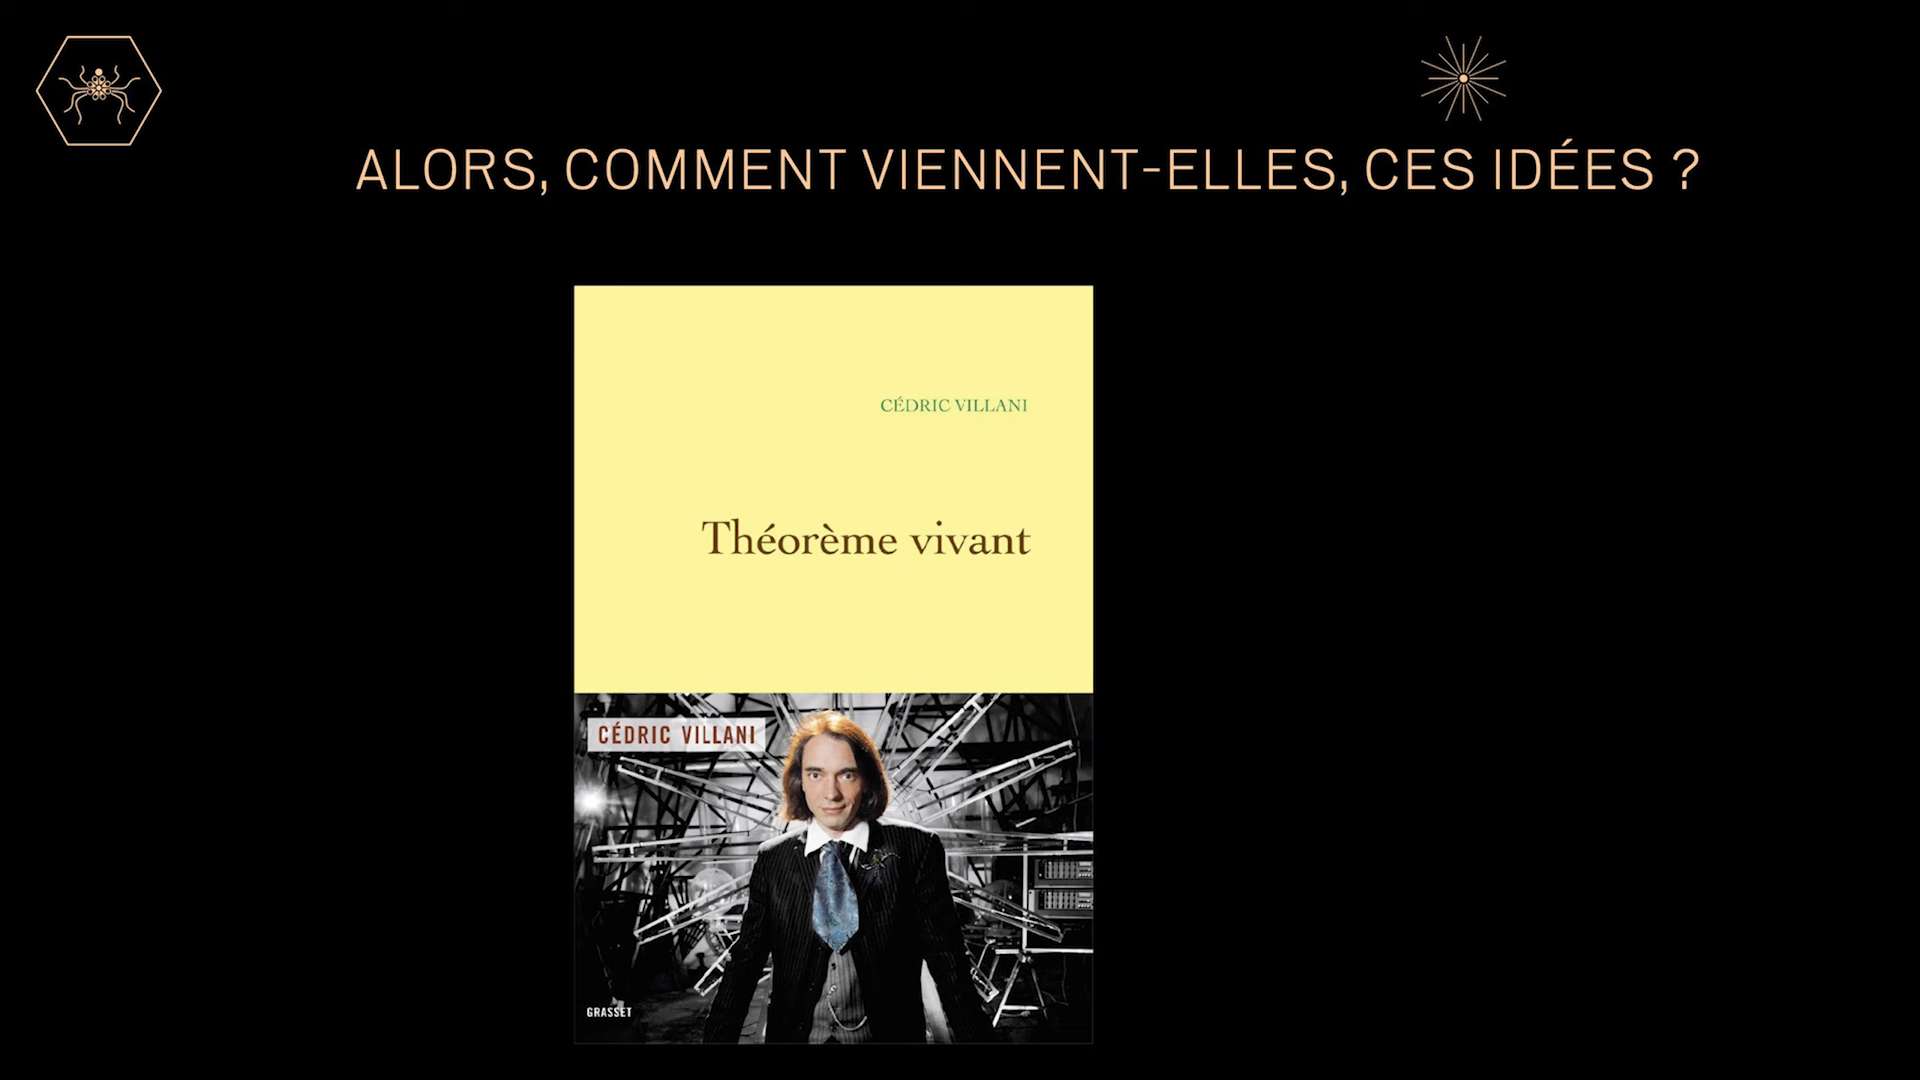 ALORS, COMMENT VIENNENT-ELLES, CES IDÉES ?
CÉDRIC VILLANI
Théorème vivant
CÉDRIC VILLANI
GRASSET